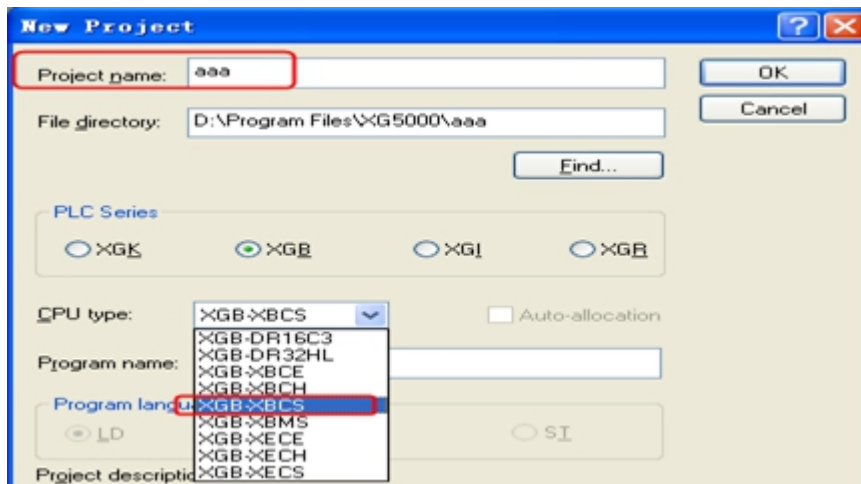 New Project
Project name: aaa
OK
File directory: D:\Program Files\XG5000\aaa
Cancel
Find...
PLC Series
XGK XGB XGI XGR
CPU type: XGB-XBCS Auto-allocation
XGB-DR16C3
XGB-DR32HL
Program name: XGB-XBCE
XGB-XBCH
Program langu XGB-XBCS
XGB-XBMS
LD XGB-XECE ST
XGB-XECH
Project descriptio XGB-XECS